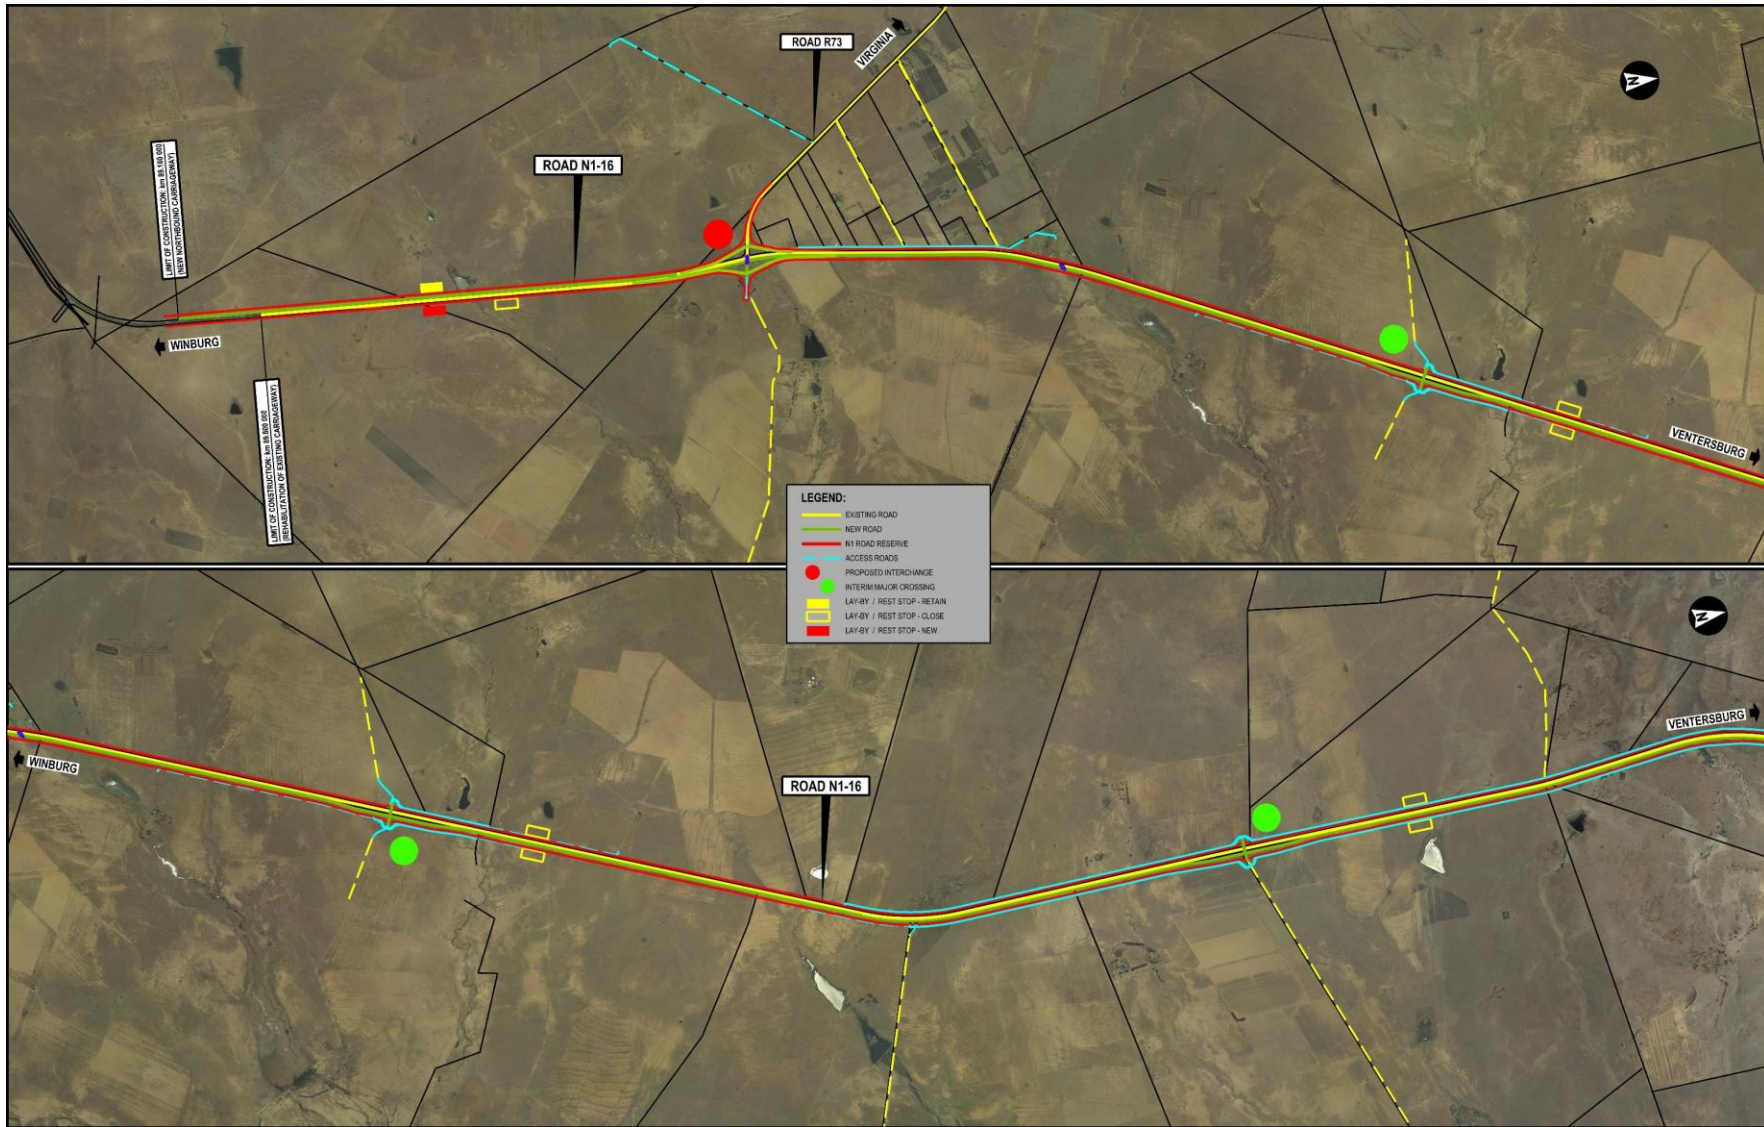 ROAD R73
VIRGINIA
N
ROAD N1-16
LIMIT OF CONSTRUCTION: km 89.100 000
(NEW NORTHBOUND CARRIAGEWAY)
WINBURG
LIMIT OF CONSTRUCTION: km 89.800 000
(REHABILITATION OF EXISTING CARRIAGEWAY)
VENTERSBURG
LEGEND:
EXISTING ROAD
NEW ROAD
N1 ROAD RESERVE
ACCESS ROADS
PROPOSED INTERCHANGE
INTERIM MAJOR CROSSING
LAY-BY / REST STOP - RETAIN
LAY-BY / REST STOP - CLOSE
LAY-BY / REST STOP - NEW
N
VENTERSBURG
WINBURG
ROAD N1-16